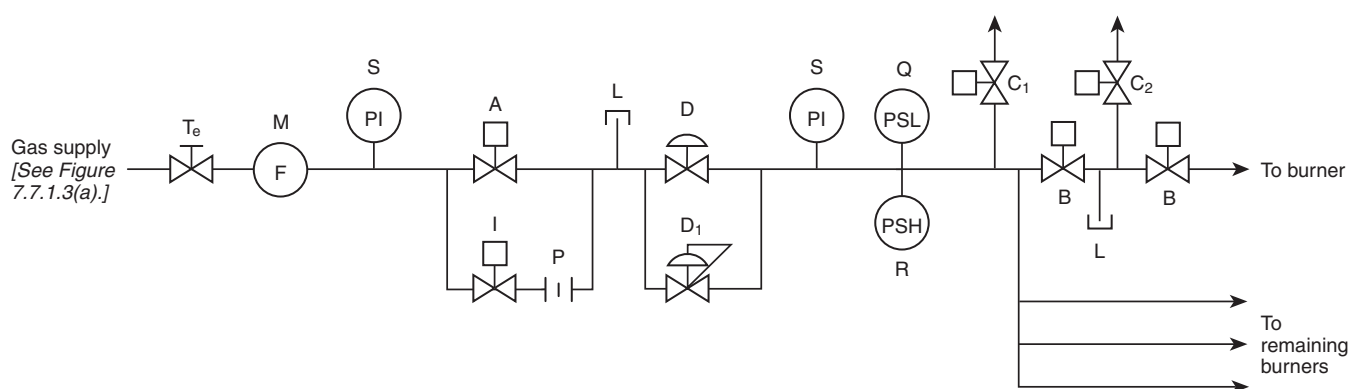 S
Q
M
A
L
D
S
C₁
C₂
Tₑ
PI
PI
PSL
Gas supply
[See Figure
7.7.1.3(a).]
F
To burner
B
B
I
P
D₁
PSH
L
R
To
remaining
burners